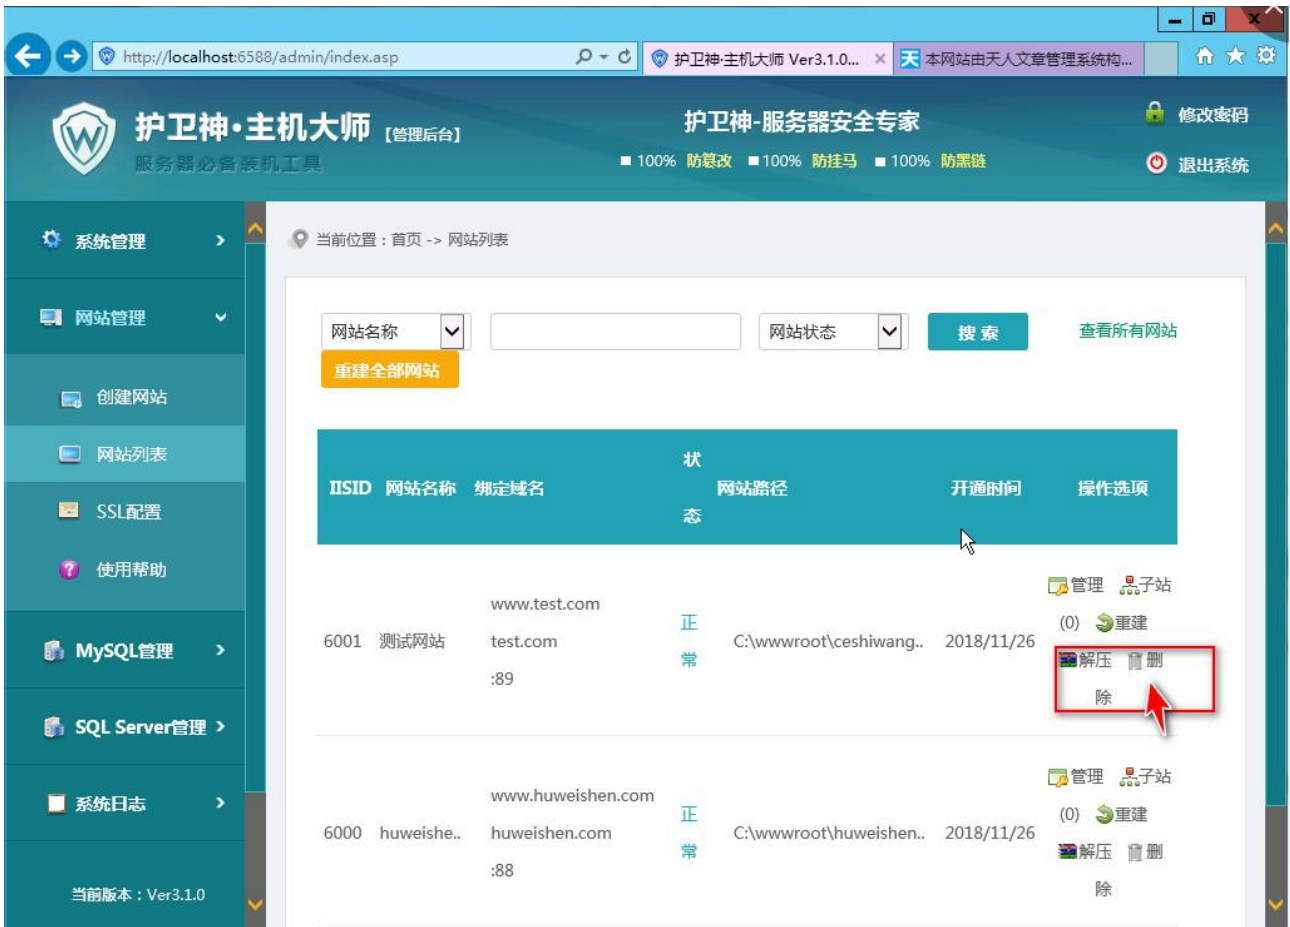 http://localhost:6588/admin/index.asp
护卫神·主机大师 Ver3.1.0...
本网站由天人文章管理系统构...
护卫神·主机大师 【管理后台】
服务器必备装机工具
护卫神-服务器安全专家
100% 防篡改 100% 防挂马 100% 防黑链
修改密码
退出系统
系统管理
网站管理
创建网站
网站列表
SSL配置
使用帮助
MySQL管理
SQL Server管理
系统日志
当前版本：Ver3.1.0
当前位置：首页 -> 网站列表
网站名称 网站状态 搜索 查看所有网站
重建全部网站
IISID 网站名称 绑定域名 状态 网站路径 开通时间 操作选项
6001 测试网站
www.test.com
test.com
:89
正常
C:\wwwroot\ceshiwang.. 2018/11/26
管理 子站
(0) 重建
解压 删
除
6000 huweishe..
www.huweishen.com
huweishen.com
:88
正常
C:\wwwroot\huweishen.. 2018/11/26
管理 子站
(0) 重建
解压 删
除